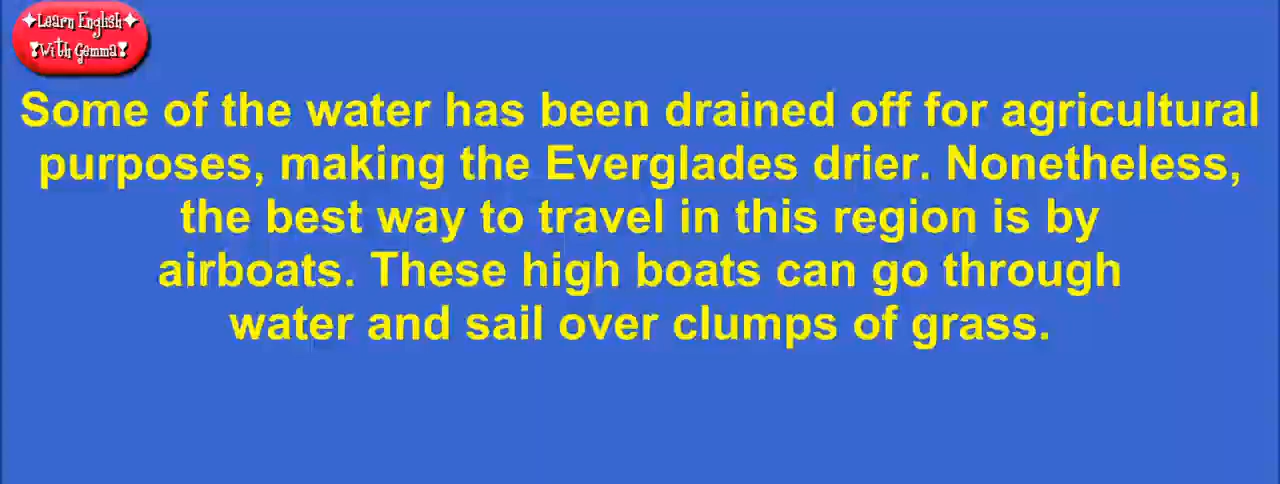 ✦Learn English✦
❣With Gemma❣
Some of the water has been drained off for agricultural
purposes, making the Everglades drier. Nonetheless,
the best way to travel in this region is by
airboats. These high boats can go through
water and sail over clumps of grass.